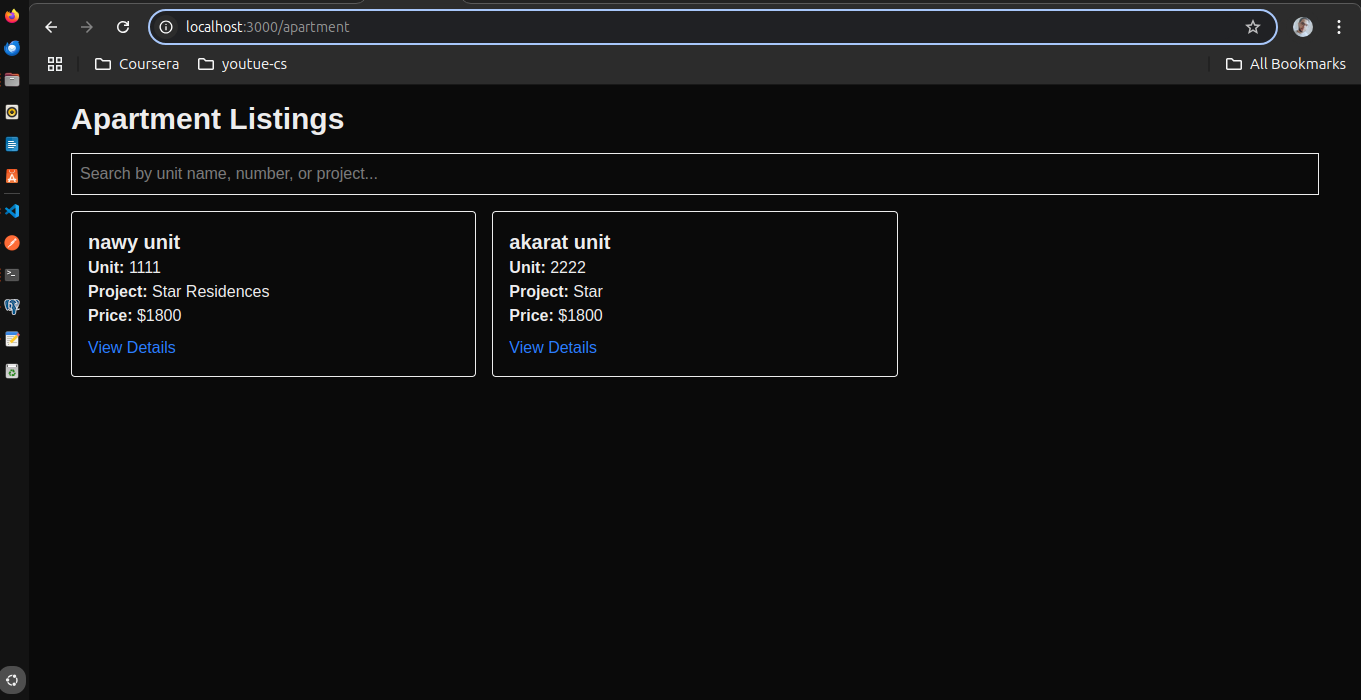 localhost:3000/apartment
Coursera
youtue-cs
All Bookmarks
Apartment Listings
Search by unit name, number, or project...
nawy unit
Unit: 1111
Project: Star Residences
Price: $1800
View Details
akarat unit
Unit: 2222
Project: Star
Price: $1800
View Details